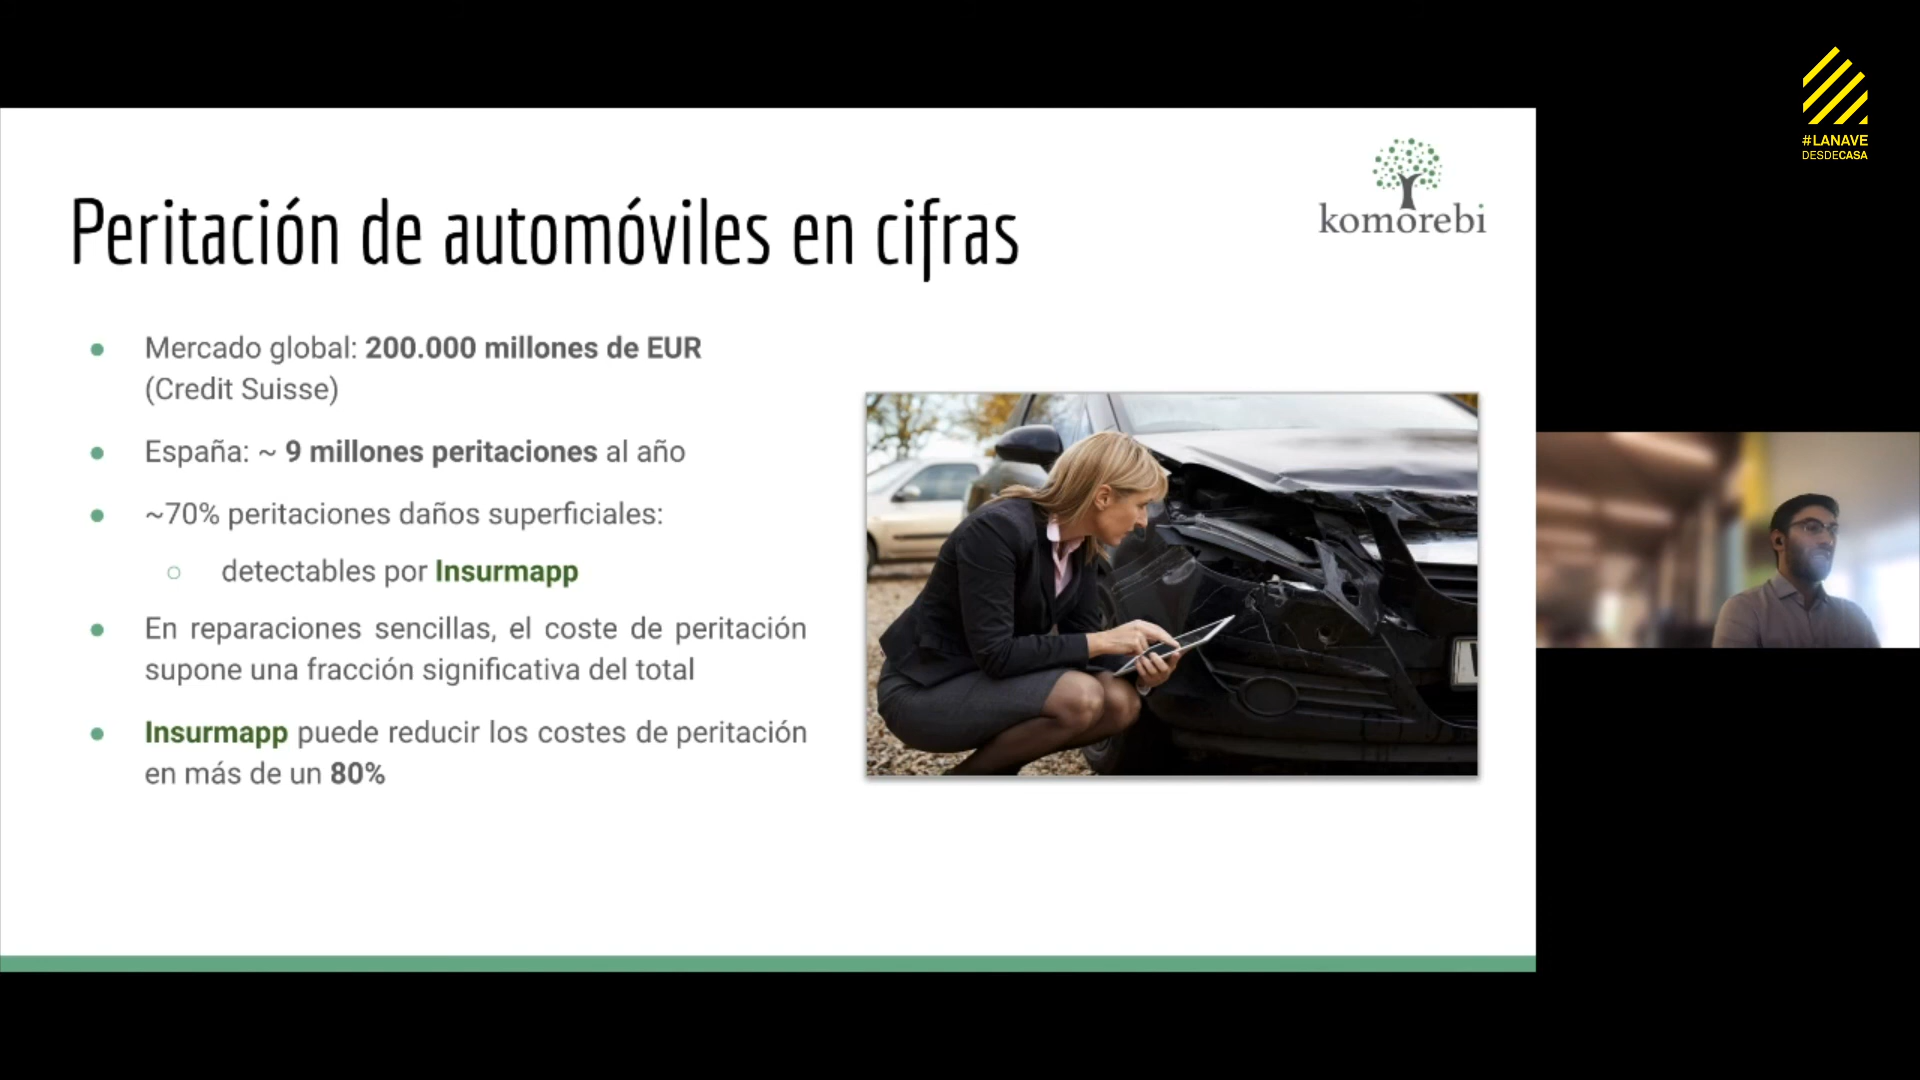 #LANAVE
DESDECASA
komorebi
Peritación de automóviles en cifras
● Mercado global: 200.000 millones de EUR
(Credit Suisse)
● España: ~ 9 millones peritaciones al año
● ~70% peritaciones daños superficiales:
○ detectables por Insurmapp
● En reparaciones sencillas, el coste de peritación
supone una fracción significativa del total
● Insurmapp puede reducir los costes de peritación
en más de un 80%